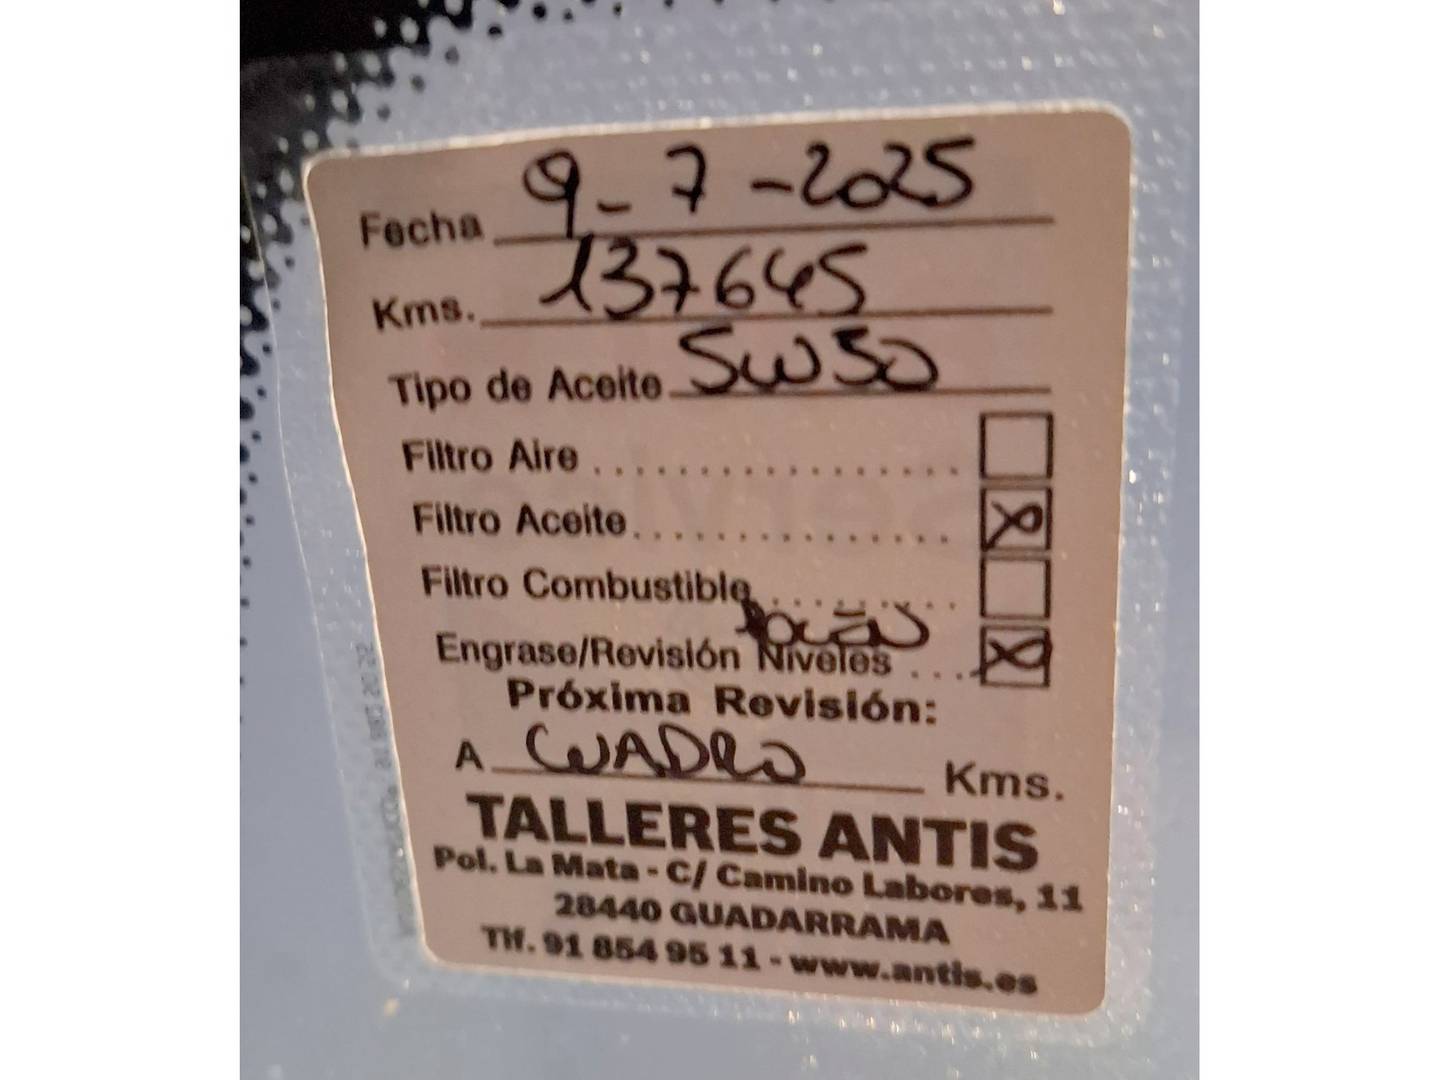 Fecha 9-7-2025
Kms. 137645
Tipo de Aceite 5W30
Filtro Aire
Filtro Aceite X
Filtro Combustible
Engrase/Revisión Niveles X
Próxima Revisión:
A CUADRO Kms.
TALLERES ANTIS
Pol. La Mata - C/ Camino Labores, 11
28440 GUADARRAMA
Tlf. 91 854 95 11 - www.antis.es